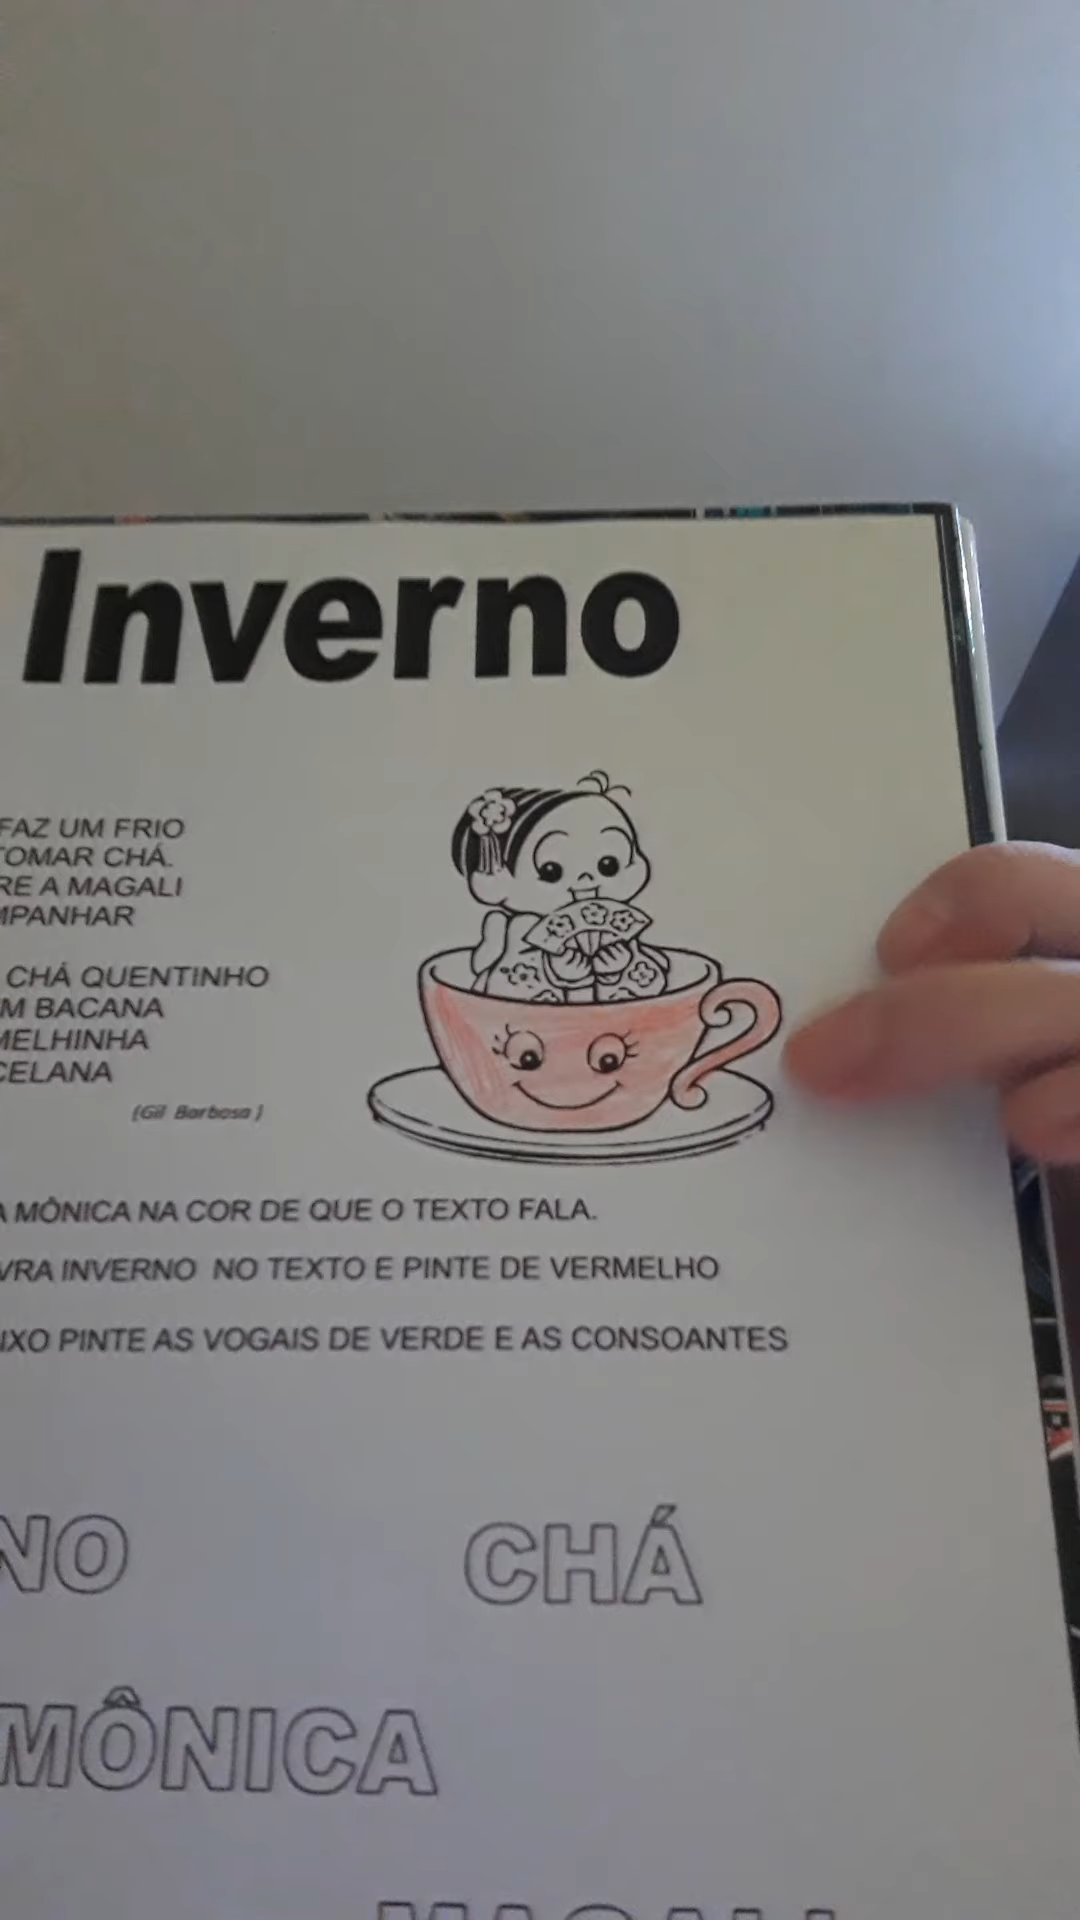 Inverno
FAZ UM FRIO
TOMAR CHÁ.
RE A MAGALI
MPANHAR
CHÁ QUENTINHO
M BACANA
MELHINHA
CELANA
(Gil Barbosa)
A MÔNICA NA COR DE QUE O TEXTO FALA.
VRA INVERNO NO TEXTO E PINTE DE VERMELHO
IXO PINTE AS VOGAIS DE VERDE E AS CONSOANTES
NO
CHÁ
MÔNICA
MAGALI